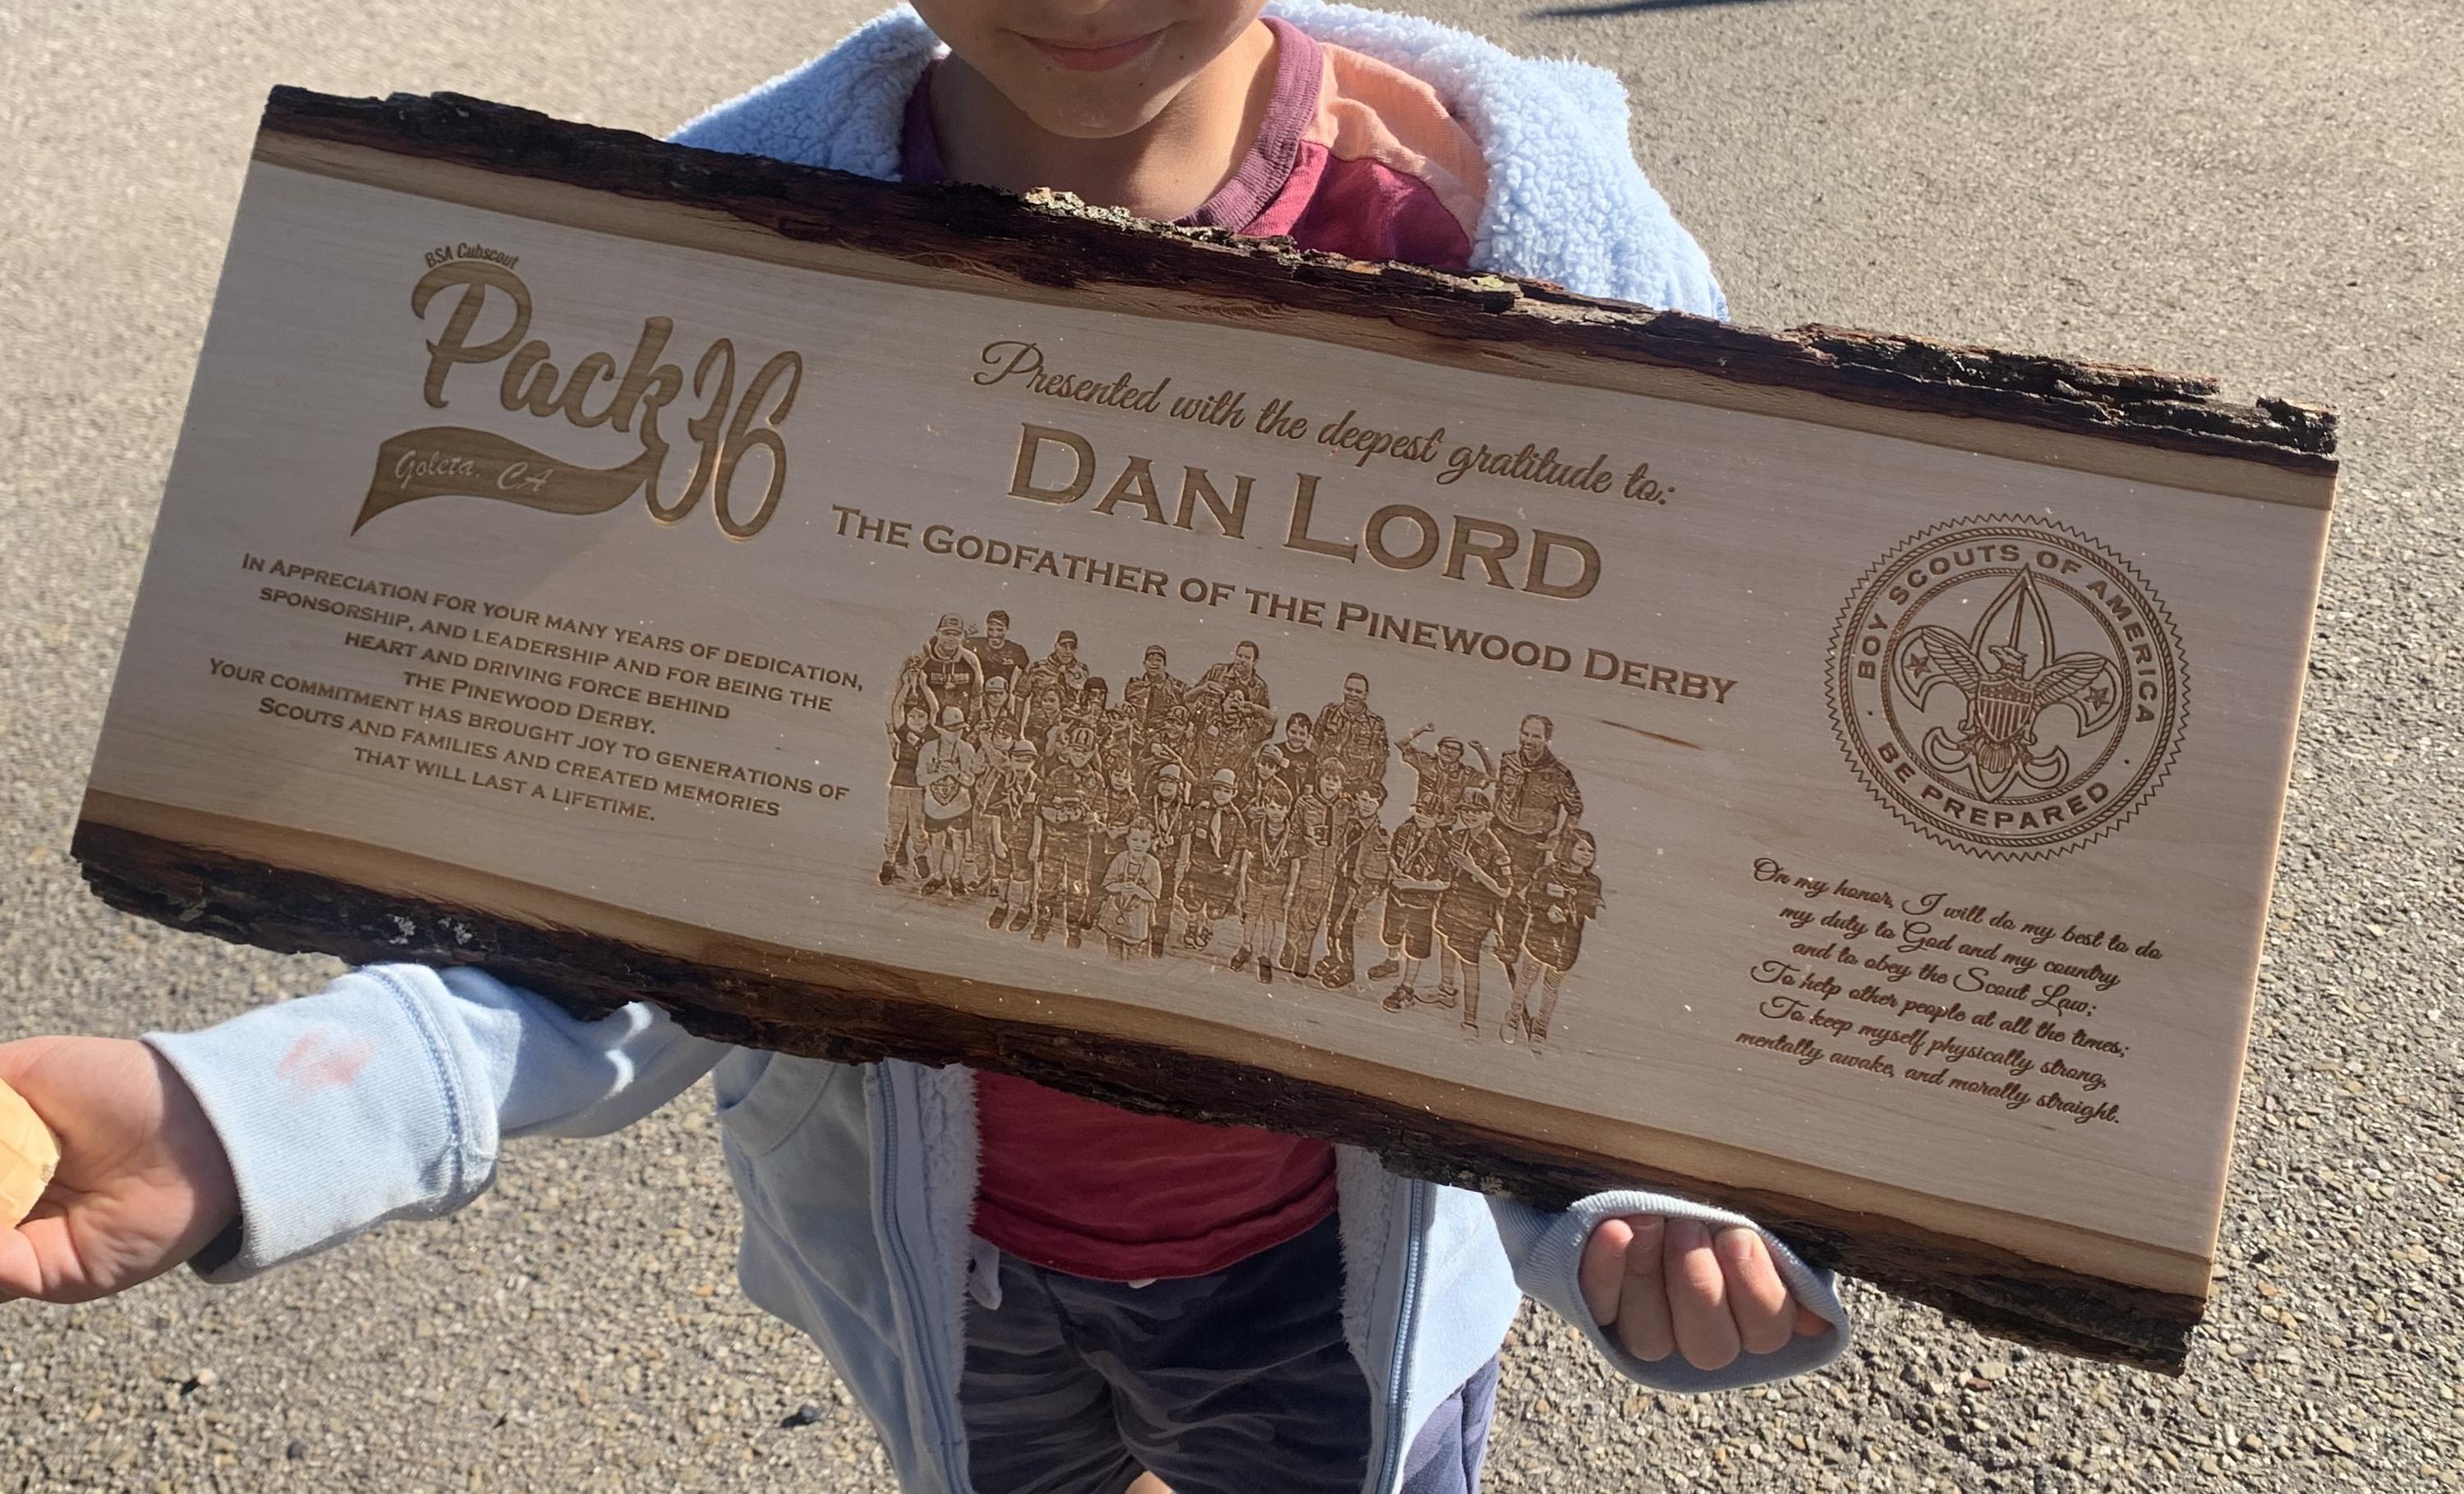 BSA Cubscout
Pack 36
Goleta, CA
IN APPRECIATION FOR YOUR MANY YEARS OF DEDICATION,
SPONSORSHIP, AND LEADERSHIP AND FOR BEING THE
HEART AND DRIVING FORCE BEHIND
THE PINEWOOD DERBY.
YOUR COMMITMENT HAS BROUGHT JOY TO GENERATIONS OF
SCOUTS AND FAMILIES AND CREATED MEMORIES
THAT WILL LAST A LIFETIME.
Presented with the deepest gratitude to:
DAN LORD
THE GODFATHER OF THE PINEWOOD DERBY
BOY SCOUTS OF AMERICA
BE PREPARED
On my honor, I will do my best to do
my duty to God and my country
and to obey the Scout Law;
To help other people at all the times;
To keep myself physically strong,
mentally awake, and morally straight.